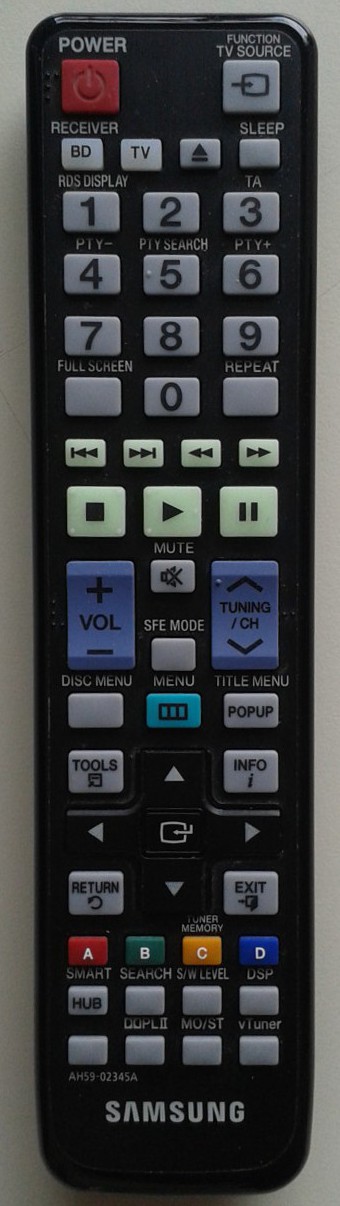 POWER
FUNCTION
TV SOURCE
RECEIVER SLEEP
BD TV
RDS DISPLAY TA
1 2 3
PTY- PTY SEARCH PTY+
4 5 6
7 8 9
FULL SCREEN REPEAT
0
MUTE
+
VOL
−
TUNING
/ CH
SFE MODE
DISC MENU MENU TITLE MENU
POPUP
TOOLS INFO
i
RETURN EXIT
TUNER
MEMORY
A B C D
SMART SEARCH S/W LEVEL DSP
HUB
▯▯PLⅡ MO/ST vTuner
AH59-02345A
SAMSUNG